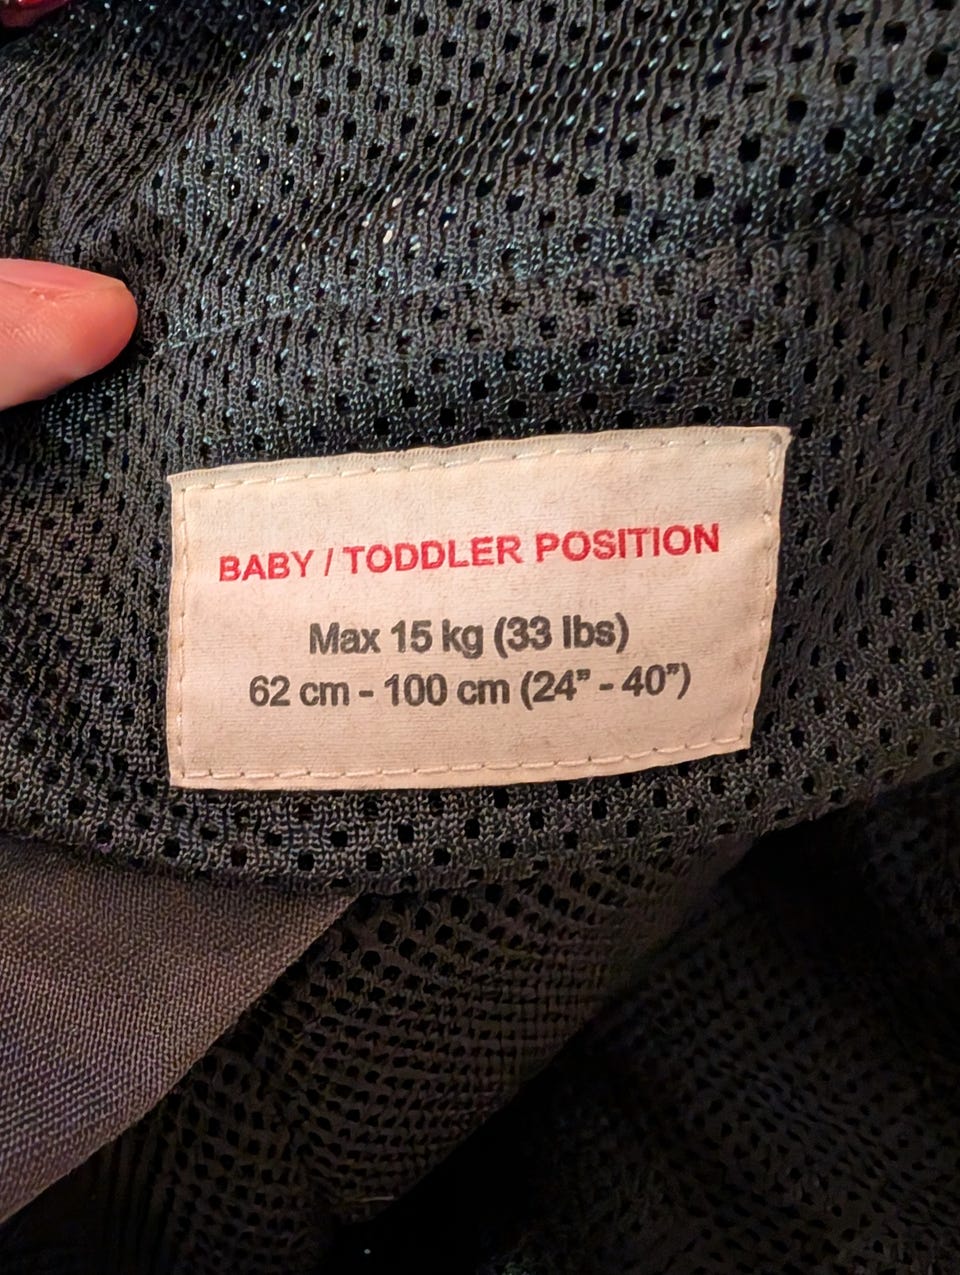 BABY / TODDLER POSITION
Max 15 kg (33 lbs)
62 cm - 100 cm (24” - 40”)